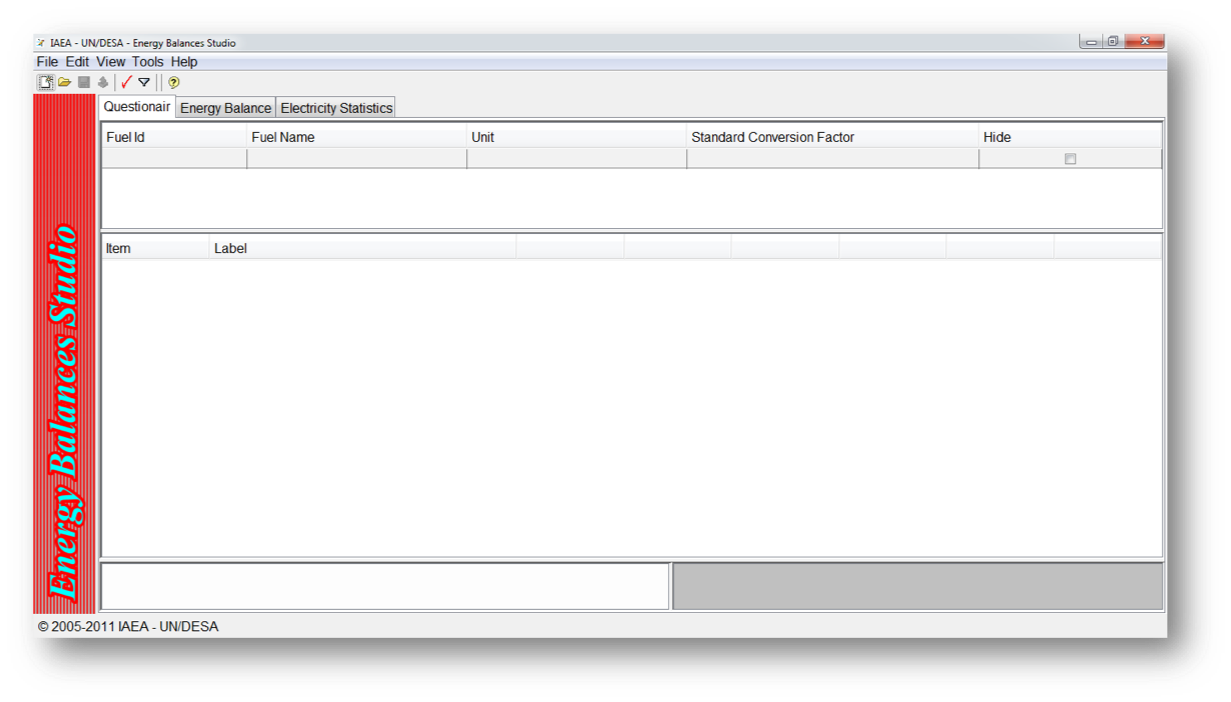 IAEA - UN/DESA - Energy Balances Studio
File Edit View Tools Help
Questionair Energy Balance Electricity Statistics
Fuel Id Fuel Name Unit Standard Conversion Factor Hide
Item Label
Energy Balances Studio
© 2005-2011 IAEA - UN/DESA